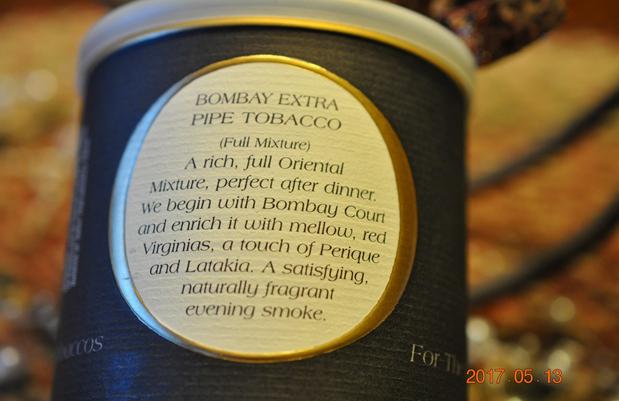 BOMBAY EXTRA
PIPE TOBACCO
(Full Mixture)
A rich, full Oriental
Mixture, perfect after dinner.
We begin with Bombay Court
and enrich it with mellow, red
Virginias, a touch of Perique
and Latakia. A satisfying,
naturally fragrant
evening smoke.
For
2017 05 13